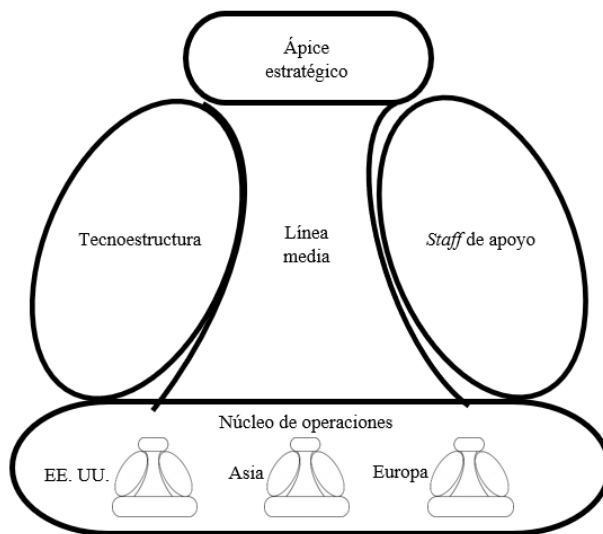 Ápice
estratégico
Tecnoestructura
Línea
media
Staff de apoyo
Núcleo de operaciones
EE. UU.
Asia
Europa